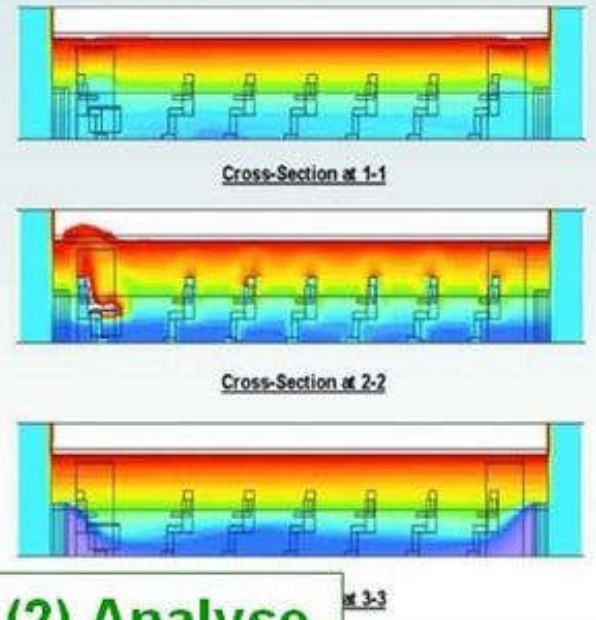 Cross-Section at 1-1
Cross-Section at 2-2
at 3-3
(2) Analyse